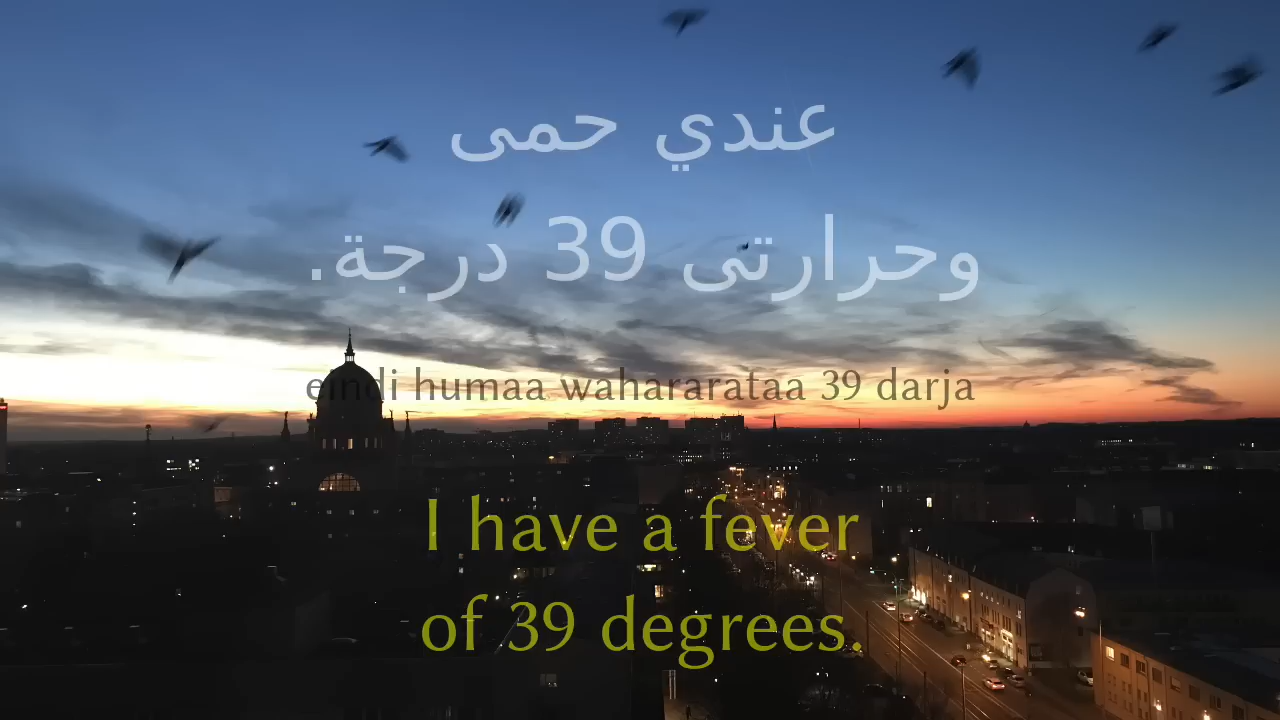 عندي حمى
وحرارتى 39 درجة.
eindi humaa wahararataa 39 darja
I have a fever
of 39 degrees.